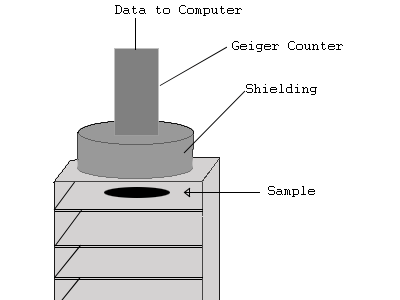 Data to Computer
Geiger Counter
Shielding
Sample